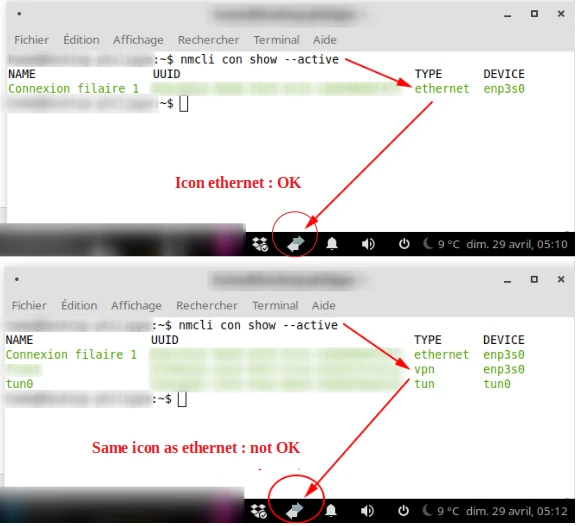 Fichier Édition Affichage Rechercher Terminal Aide
:~$ nmcli con show --active
NAME UUID TYPE DEVICE
Connexion filaire 1 ethernet enp3s0
:~$
Icon ethernet : OK
9 °C dim. 29 avril, 05:10
Fichier Édition Affichage Rechercher Terminal Aide
:~$ nmcli con show --active
NAME UUID TYPE DEVICE
Connexion filaire 1 ethernet enp3s0
vpn enp3s0
tun0 tun tun0
:~$
Same icon as ethernet : not OK
9 °C dim. 29 avril, 05:12